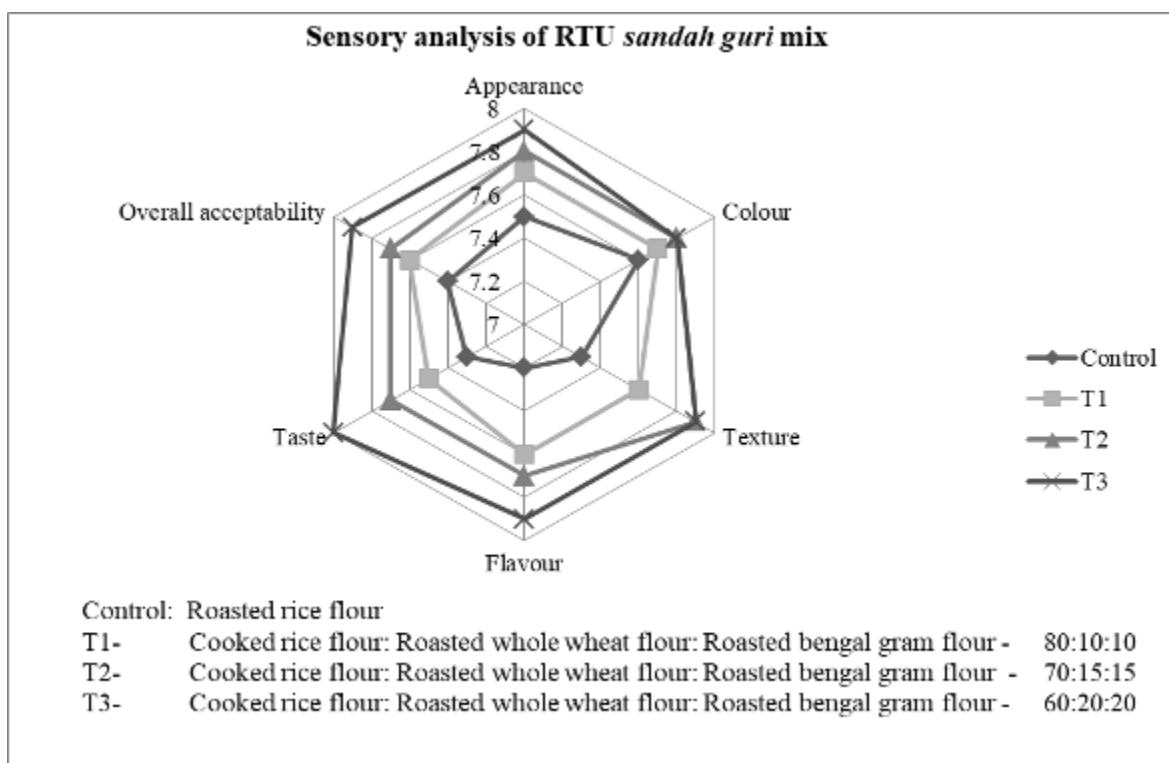 Sensory analysis of RTU sandah guri mix
Appearance
8
7.8
7.6
7.4
7.2
7
Overall acceptability
Colour
Taste
Texture
Flavour
Control
T1
T2
T3
Control: Roasted rice flour
T1- Cooked rice flour: Roasted whole wheat flour: Roasted bengal gram flour - 80:10:10
T2- Cooked rice flour: Roasted whole wheat flour: Roasted bengal gram flour - 70:15:15
T3- Cooked rice flour: Roasted whole wheat flour: Roasted bengal gram flour - 60:20:20